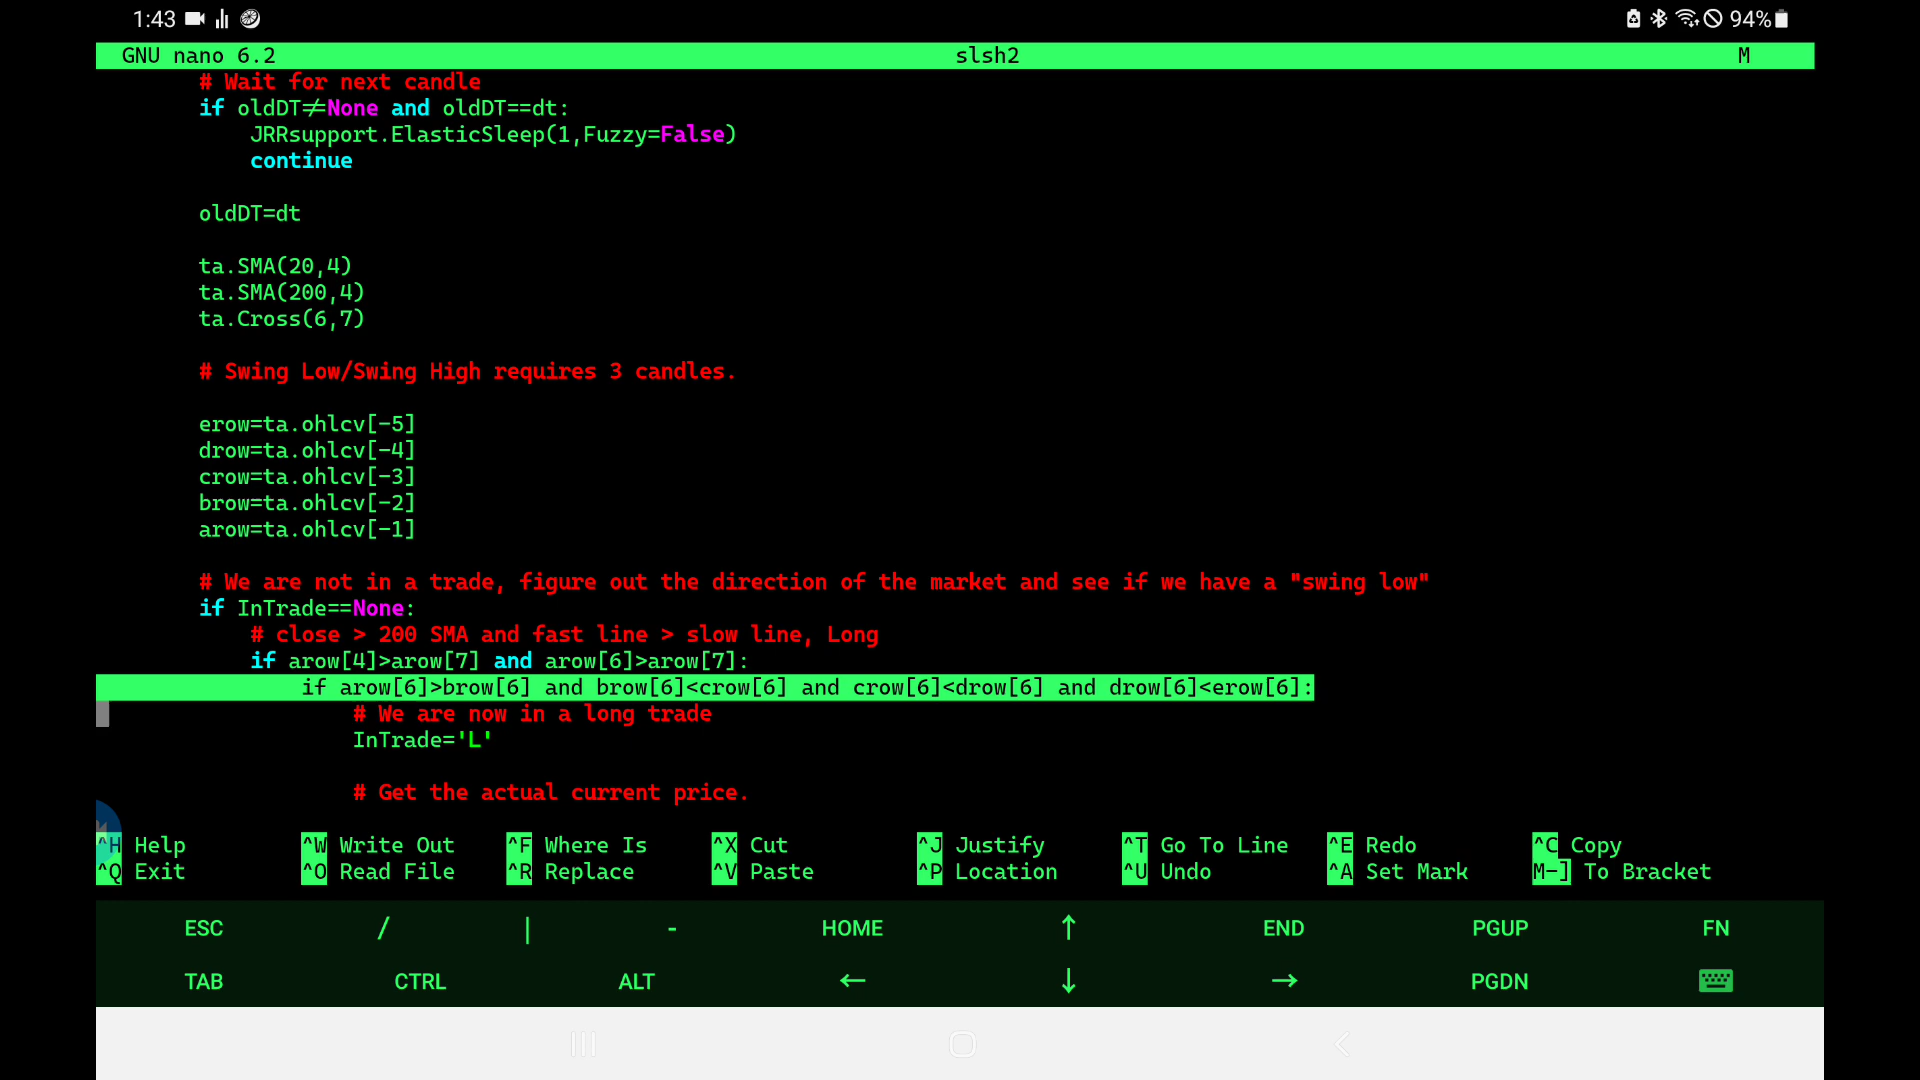 1:43 94%
GNU nano 6.2 slsh2 M
# Wait for next candle
if oldDT!=None and oldDT==dt:
JRRsupport.ElasticSleep(1,Fuzzy=False)
continue
oldDT=dt
ta.SMA(20,4)
ta.SMA(200,4)
ta.Cross(6,7)
# Swing Low/Swing High requires 3 candles.
erow=ta.ohlcv[-5]
drow=ta.ohlcv[-4]
crow=ta.ohlcv[-3]
brow=ta.ohlcv[-2]
arow=ta.ohlcv[-1]
# We are not in a trade, figure out the direction of the market and see if we have a "swing low"
if InTrade==None:
# close > 200 SMA and fast line > slow line, Long
if arow[4]>arow[7] and arow[6]>arow[7]:
if arow[6]>brow[6] and brow[6]<crow[6] and crow[6]<drow[6] and drow[6]<erow[6]:
# We are now in a long trade
InTrade='L'
# Get the actual current price.
^H Help ^W Write Out ^F Where Is ^X Cut ^J Justify ^T Go To Line ^E Redo ^C Copy
^Q Exit ^O Read File ^R Replace ^V Paste ^P Location ^U Undo ^A Set Mark M-] To Bracket
ESC / | - HOME ↑ END PGUP FN
TAB CTRL ALT ← ↓ → PGDN